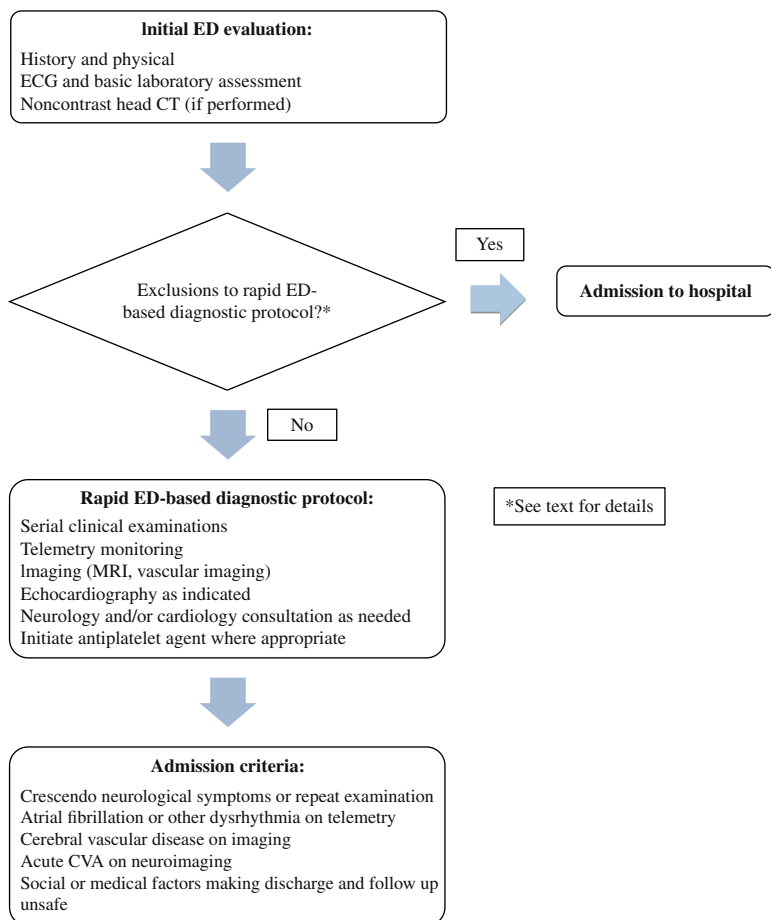 Initial ED evaluation:
History and physical
ECG and basic laboratory assessment
Noncontrast head CT (if performed)
Yes
Exclusions to rapid ED-
based diagnostic protocol?*
Admission to hospital
No
Rapid ED-based diagnostic protocol:
Serial clinical examinations
Telemetry monitoring
Imaging (MRI, vascular imaging)
Echocardiography as indicated
Neurology and/or cardiology consultation as needed
Initiate antiplatelet agent where appropriate
*See text for details
Admission criteria:
Crescendo neurological symptoms or repeat examination
Atrial fibrillation or other dysrhythmia on telemetry
Cerebral vascular disease on imaging
Acute CVA on neuroimaging
Social or medical factors making discharge and follow up
unsafe